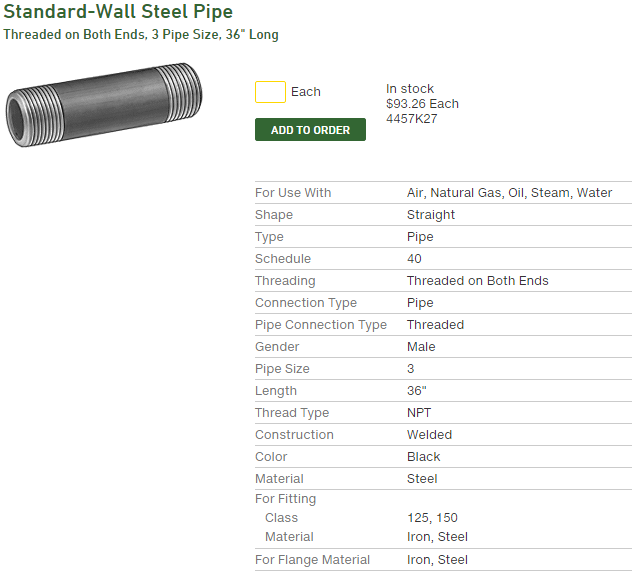 Standard-Wall Steel Pipe
Threaded on Both Ends, 3 Pipe Size, 36" Long
Each
In stock
$93.26 Each
4457K27
ADD TO ORDER
For Use With Air, Natural Gas, Oil, Steam, Water
Shape Straight
Type Pipe
Schedule 40
Threading Threaded on Both Ends
Connection Type Pipe
Pipe Connection Type Threaded
Gender Male
Pipe Size 3
Length 36"
Thread Type NPT
Construction Welded
Color Black
Material Steel
For Fitting
Class 125, 150
Material Iron, Steel
For Flange Material Iron, Steel